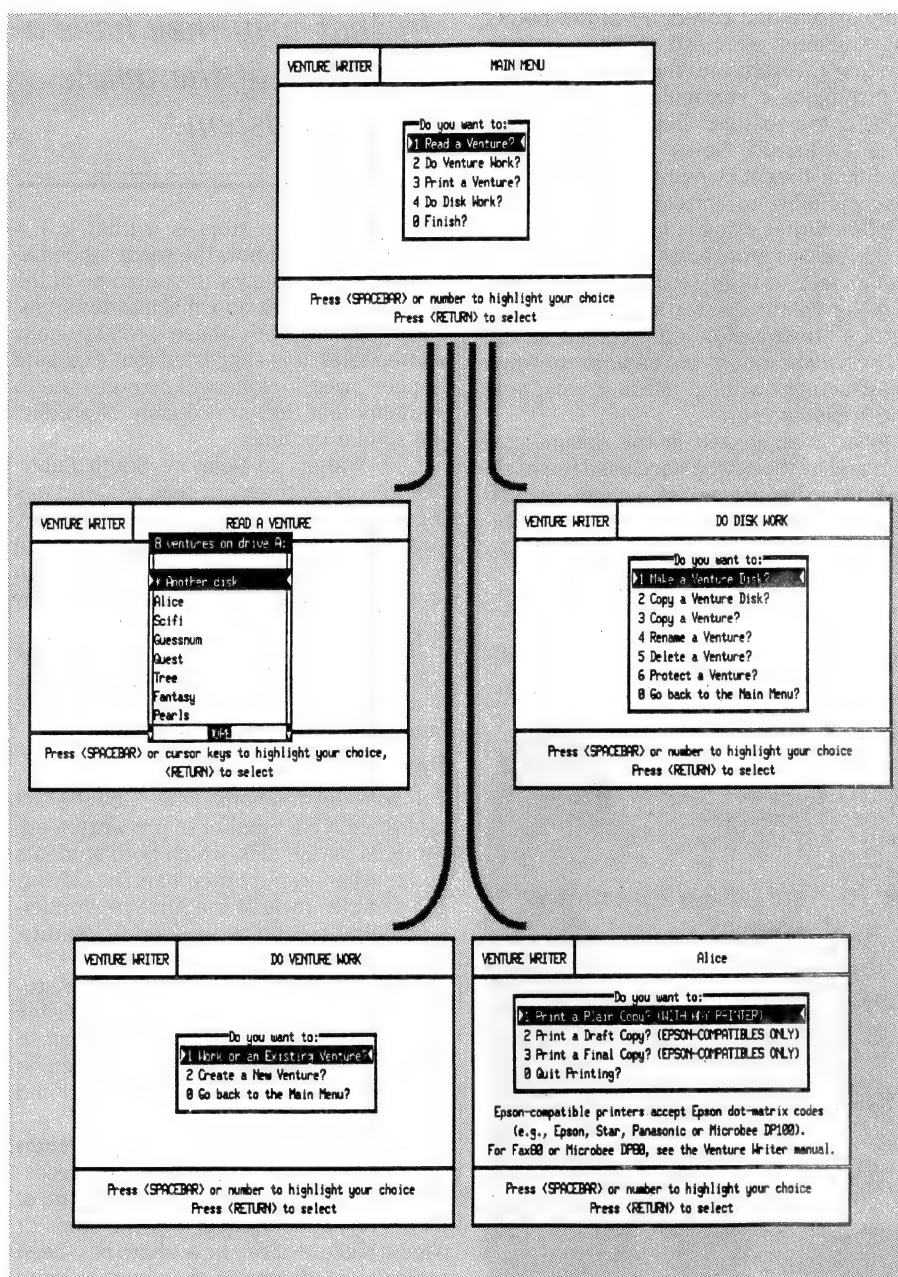 VENTURE WRITER MAIN MENU
Do you want to:
1 Read a Venture?
2 Do Venture Work?
3 Print a Venture?
4 Do Disk Work?
0 Finish?
Press <SPACEBAR> or number to highlight your choice
Press <RETURN> to select
VENTURE WRITER READ A VENTURE
8 ventures on drive A:
* Another disk
Alice
Scifi
Guessnum
Quest
Tree
Fantasy
Pearls
Press <SPACEBAR> or cursor keys to highlight your choice,
<RETURN> to select
VENTURE WRITER DO DISK WORK
Do you want to:
1 Make a Venture Disk?
2 Copy a Venture Disk?
3 Copy a Venture?
4 Rename a Venture?
5 Delete a Venture?
6 Protect a Venture?
0 Go back to the Main Menu?
Press <SPACEBAR> or number to highlight your choice
Press <RETURN> to select
VENTURE WRITER DO VENTURE WORK
Do you want to:
1 Work on an Existing Venture?
2 Create a New Venture?
0 Go back to the Main Menu?
Press <SPACEBAR> or number to highlight your choice
Press <RETURN> to select
VENTURE WRITER Alice
Do you want to:
1 Print a Plain Copy? (WITH ANY PRINTER)
2 Print a Draft Copy? (EPSON-COMPATIBLES ONLY)
3 Print a Final Copy? (EPSON-COMPATIBLES ONLY)
0 Quit Printing?
Epson-compatible printers accept Epson dot-matrix codes
(e.g., Epson, Star, Panasonic or Microbee DP100).
For Fax80 or Microbee DP80, see the Venture Writer manual.
Press <SPACEBAR> or number to highlight your choice
Press <RETURN> to select